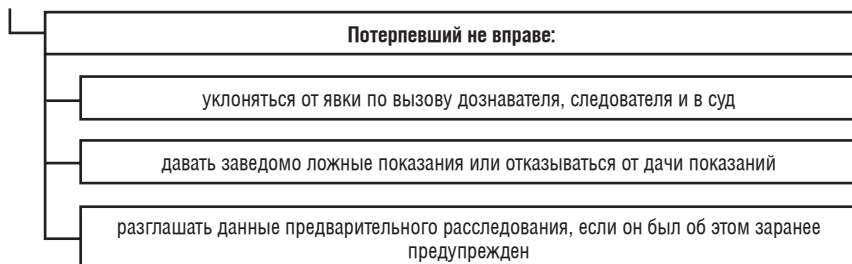 Потерпевший не вправе:
уклоняться от явки по вызову дознавателя, следователя и в суд
давать заведомо ложные показания или отказываться от дачи показаний
разглашать данные предварительного расследования, если он был об этом заранее
предупрежден